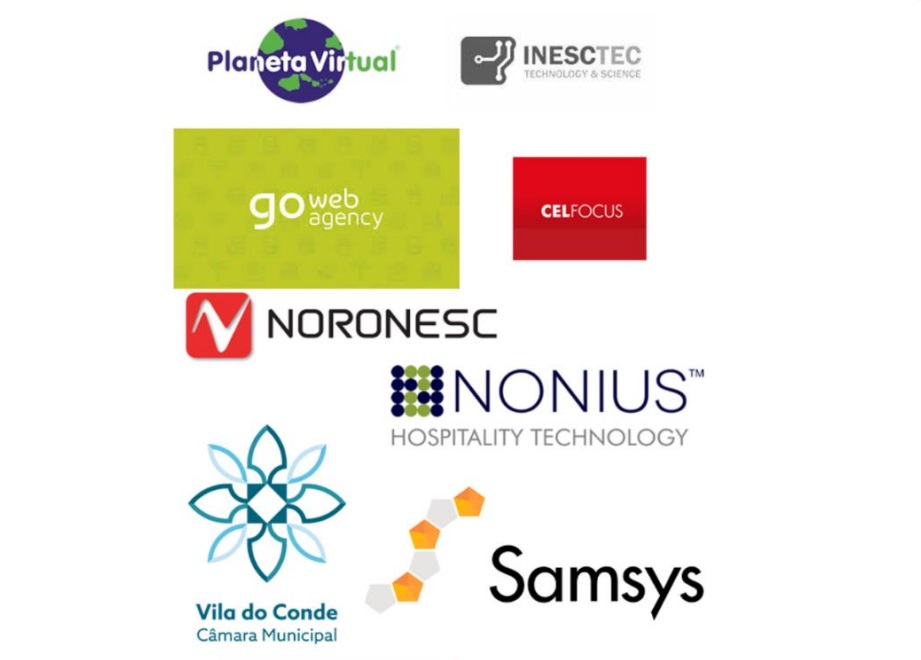 Planeta Virtual
INESCTEC
TECHNOLOGY & SCIENCE
go web
agency
CELFOCUS
NORONESC
NONIUS™
HOSPITALITY TECHNOLOGY
Vila do Conde
Câmara Municipal
Samsys